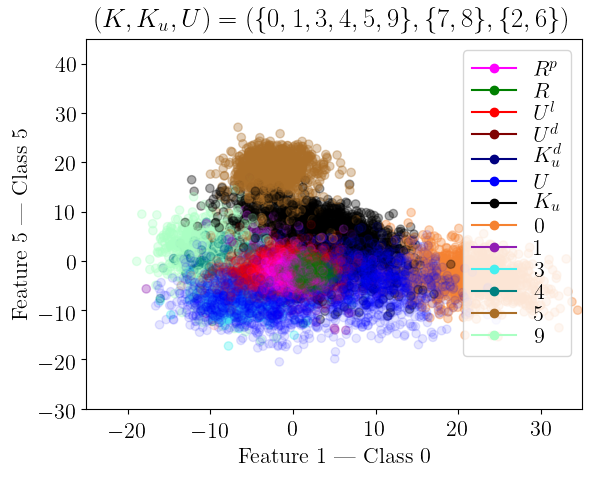 (K, K_u, U) = ({0, 1, 3, 4, 5, 9}, {7, 8}, {2, 6})
Feature 5 — Class 5
40
30
20
10
0
−10
−20
−30
R^p
R
U^l
U^d
K_u^d
U
K_u
0
1
3
4
5
9
−20
−10
0
10
20
30
Feature 1 — Class 0